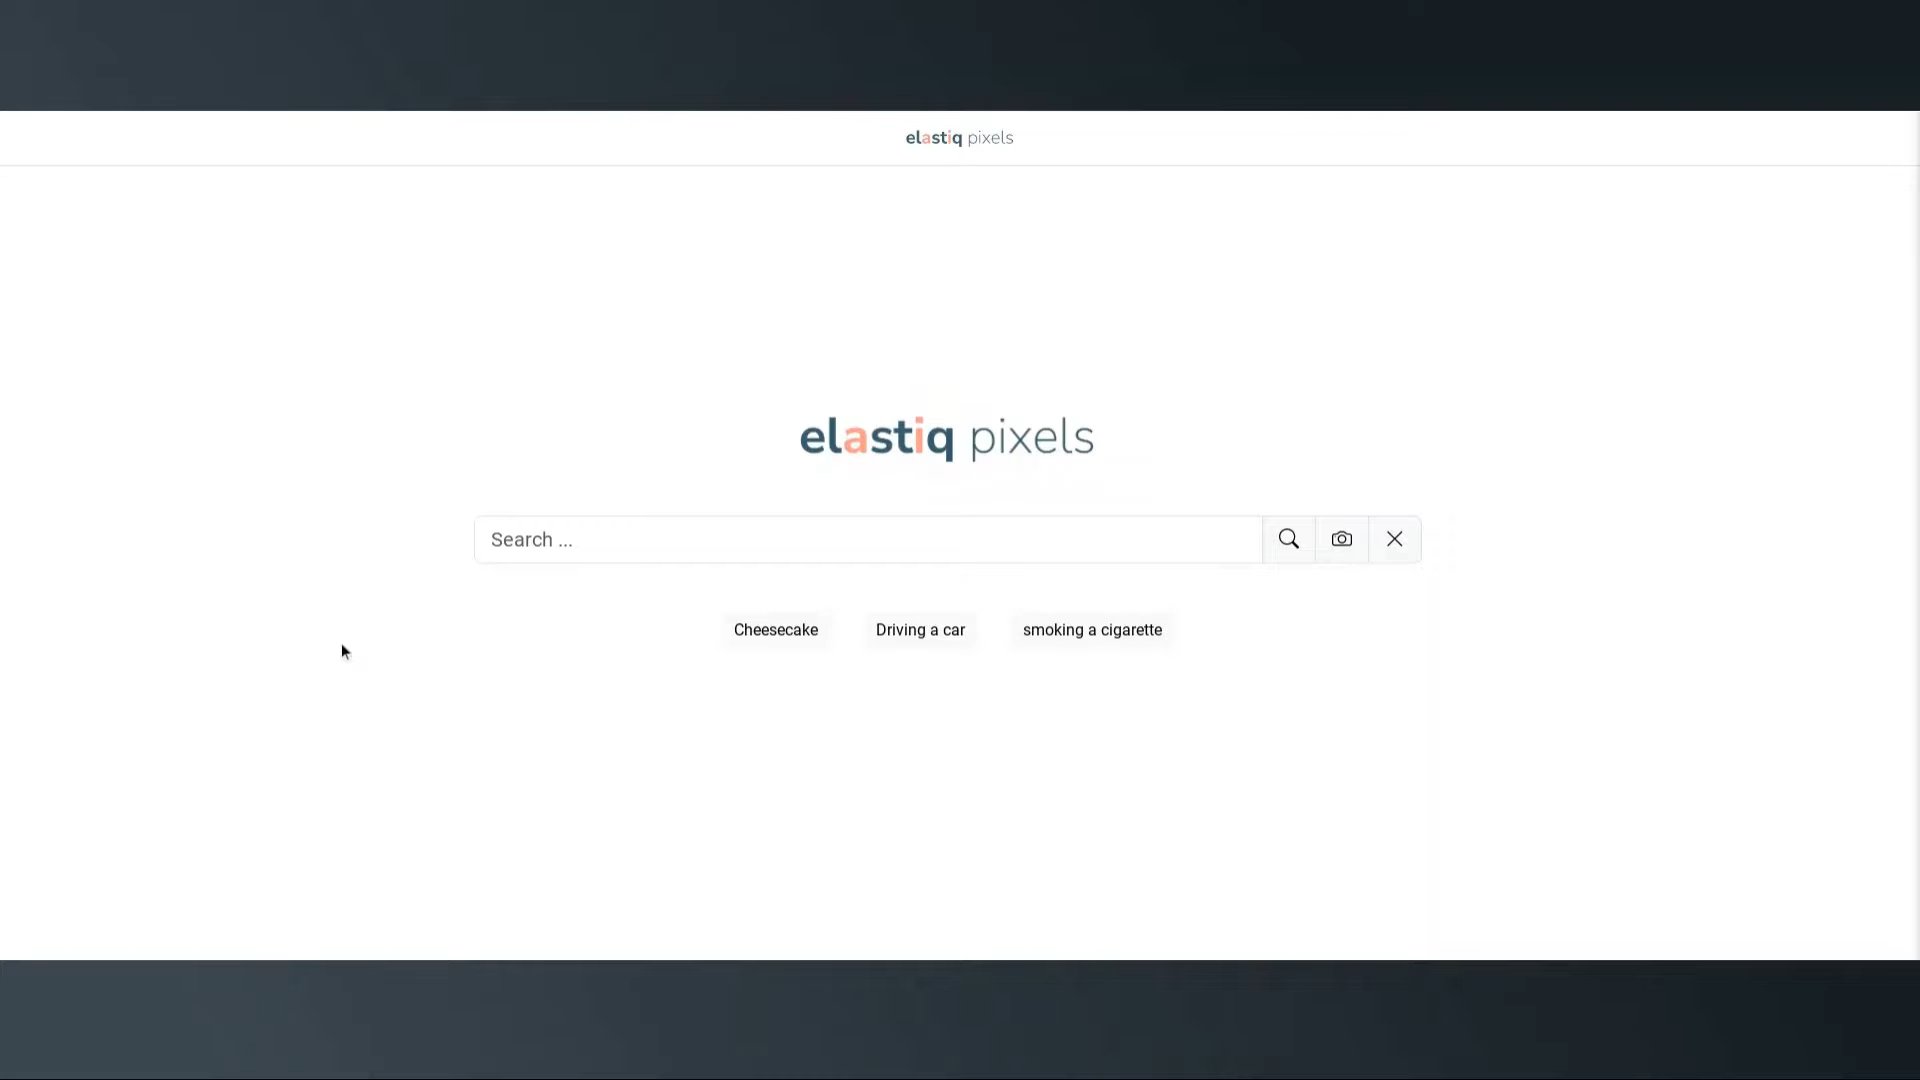 elastiq pixels
elastiq pixels
Search ...
Cheesecake
Driving a car
smoking a cigarette